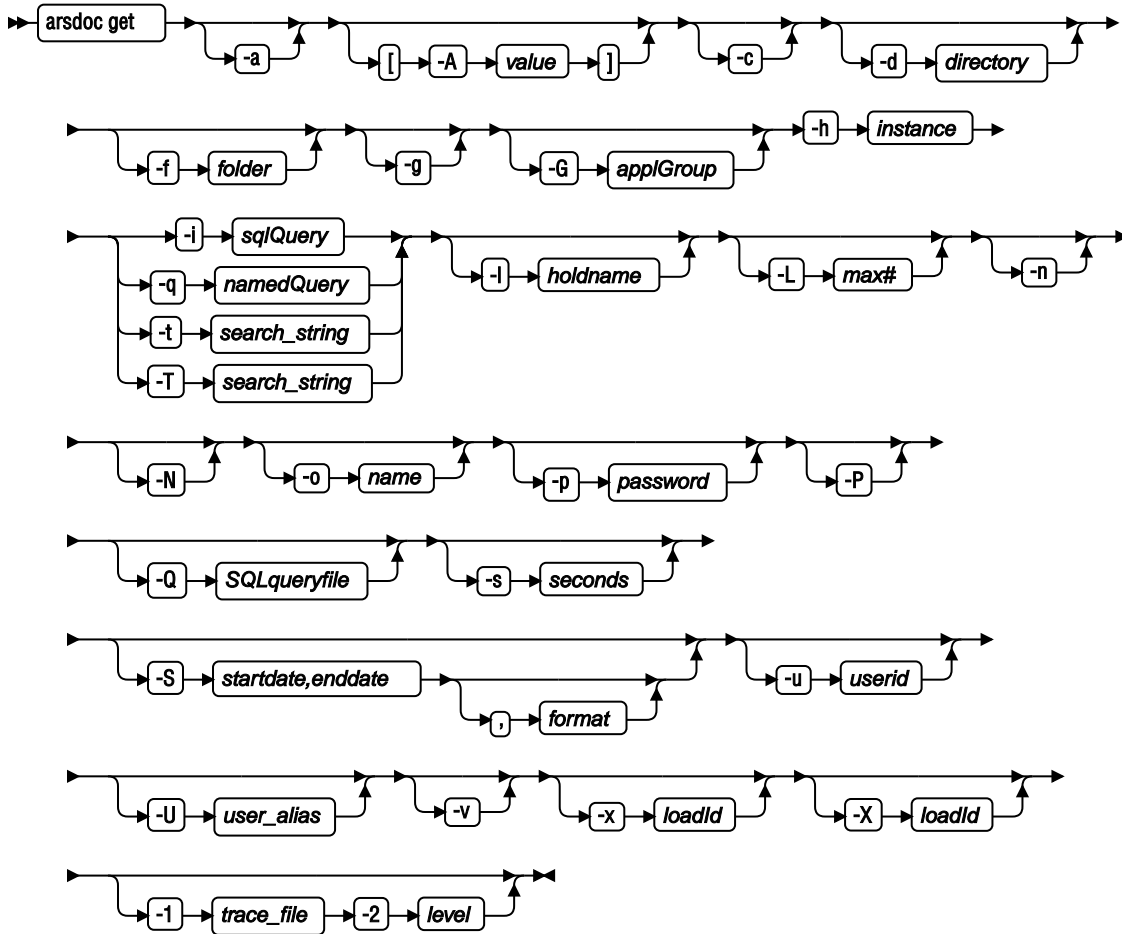 arsdoc get -a [ -A value ] -c -d directory
-f folder -g -G applGroup -h instance
-i sqlQuery -l holdname -L max# -n
-q namedQuery
-t search_string
-T search_string
-N -o name -p password -P
-Q SQLqueryfile -s seconds
-S startdate,enddate , format -u userid
-U user_alias -v -x loadId -X loadId
-1 trace_file -2 level